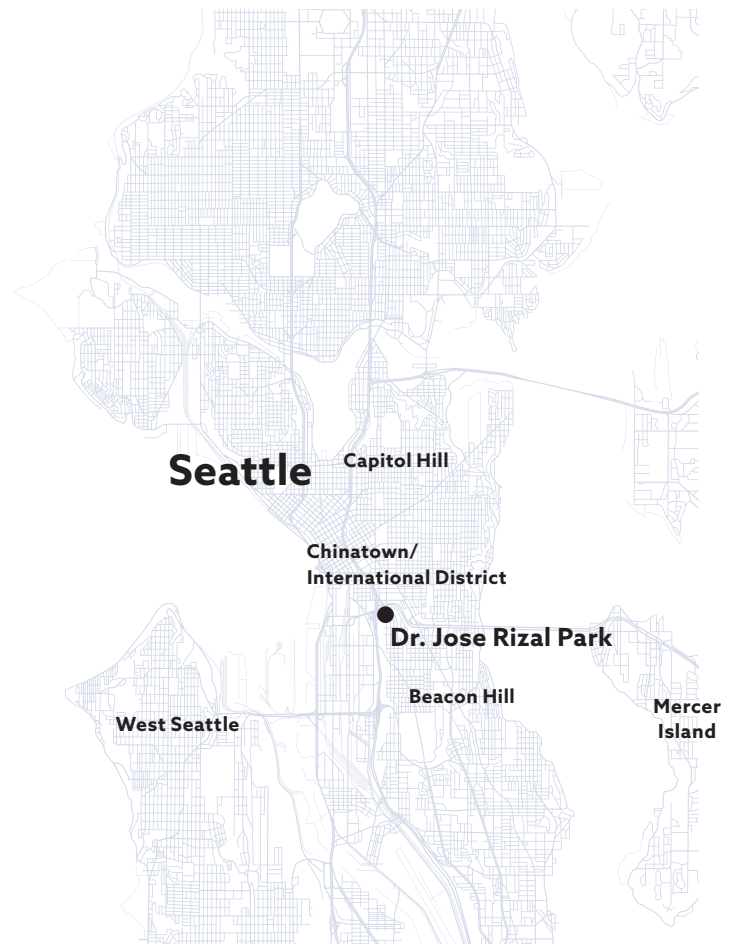 Seattle
Capitol Hill
Chinatown/
International District
Dr. Jose Rizal Park
Beacon Hill
West Seattle
Mercer
Island